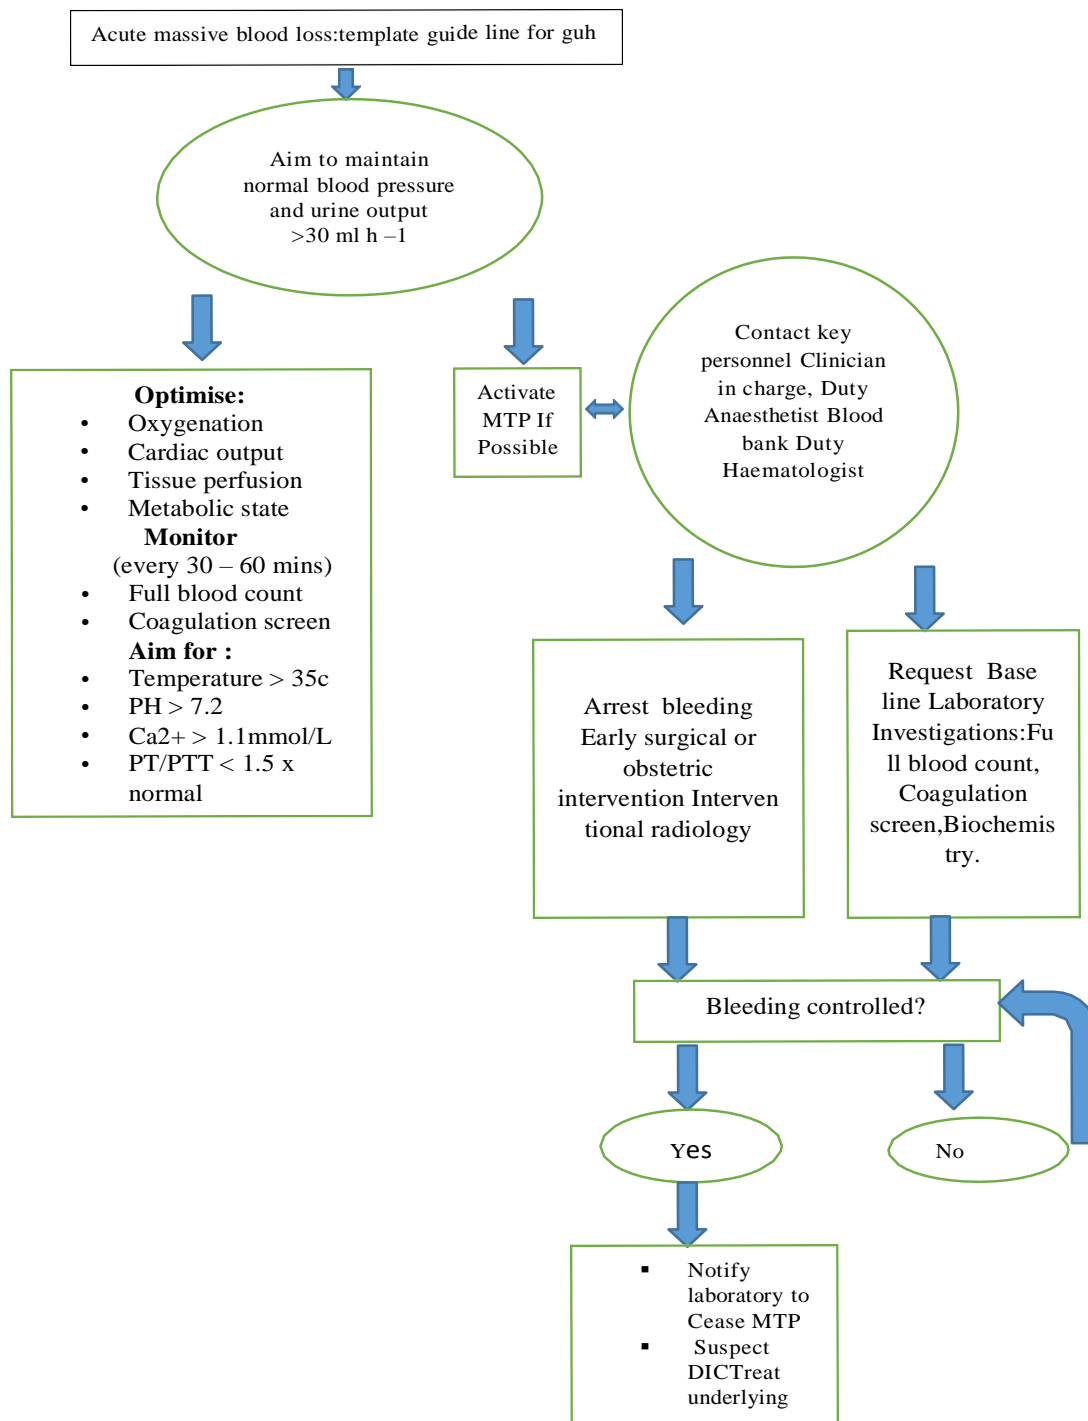 Acute massive blood loss:template guide line for guh
Aim to maintain
normal blood pressure
and urine output
>30 ml h –1
Optimise:
• Oxygenation
• Cardiac output
• Tissue perfusion
• Metabolic state
Monitor
(every 30 – 60 mins)
• Full blood count
• Coagulation screen
Aim for :
• Temperature > 35c
• PH > 7.2
• Ca2+ > 1.1mmol/L
• PT/PTT < 1.5 x
normal
Activate
MTP If
Possible
Contact key
personnel Clinician
in charge, Duty
Anaesthetist Blood
bank Duty
Haematologist
Arrest bleeding
Early surgical or
obstetric
intervention Interven
tional radiology
Request Base
line Laboratory
Investigations:Fu
ll blood count,
Coagulation
screen,Biochemis
try.
Bleeding controlled?
Yes
No
▪ Notify
laboratory to
Cease MTP
▪ Suspect
DICTreat
underlying